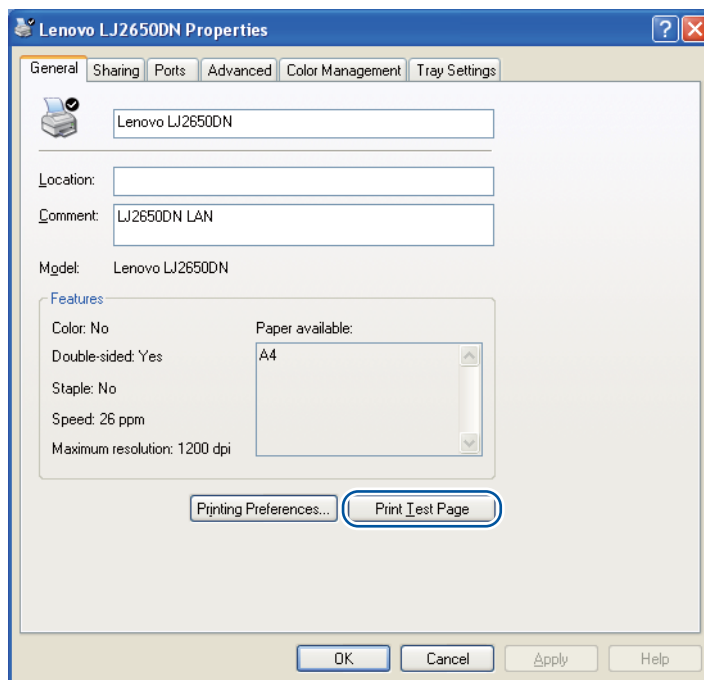 Lenovo LJ2650DN Properties
General Sharing Ports Advanced Color Management Tray Settings
Lenovo LJ2650DN
Location:
Comment: LJ2650DN LAN
Model: Lenovo LJ2650DN
Features
Color: No Paper available:
Double-sided: Yes A4
Staple: No
Speed: 26 ppm
Maximum resolution: 1200 dpi
Printing Preferences... Print Test Page
OK Cancel Apply Help